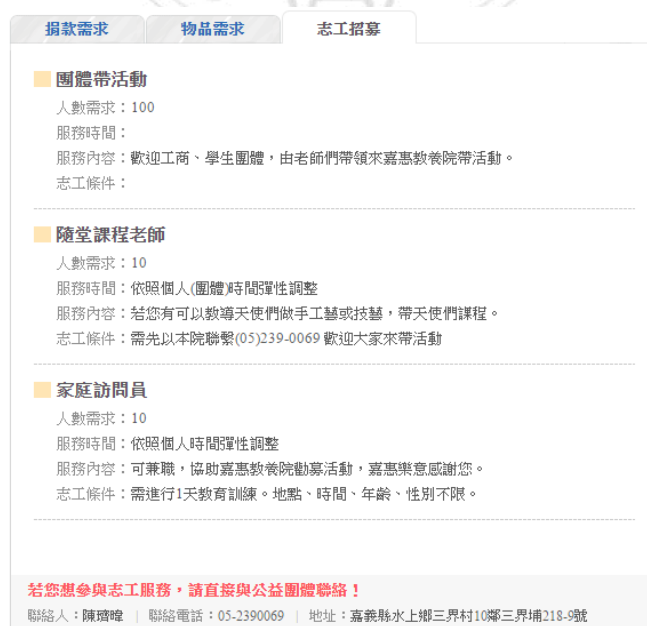 捐款需求 物品需求 志工招募
團體帶活動
人數需求：100
服務時間：
服務內容：歡迎工商、學生團體，由老師們帶領來嘉惠教養院帶活動。
志工條件：
隨堂課程老師
人數需求：10
服務時間：依照個人(團體)時間彈性調整
服務內容：若您有可以教導天使們做手工藝或技藝，帶天使們課程。
志工條件：需先以本院聯繫(05)239-0069 歡迎大家來帶活動
家庭訪問員
人數需求：10
服務時間：依照個人時間彈性調整
服務內容：可兼職，協助嘉惠教養院勸募活動，嘉惠樂意感謝您。
志工條件：需進行1天教育訓練。地點、時間、年齡、性別不限。
若您想參與志工服務，請直接與公益團體聯絡！
聯絡人：陳瓆暐 | 聯絡電話：05-2390069 | 地址：嘉義縣水上鄉三界村10鄰三界埔218-9號